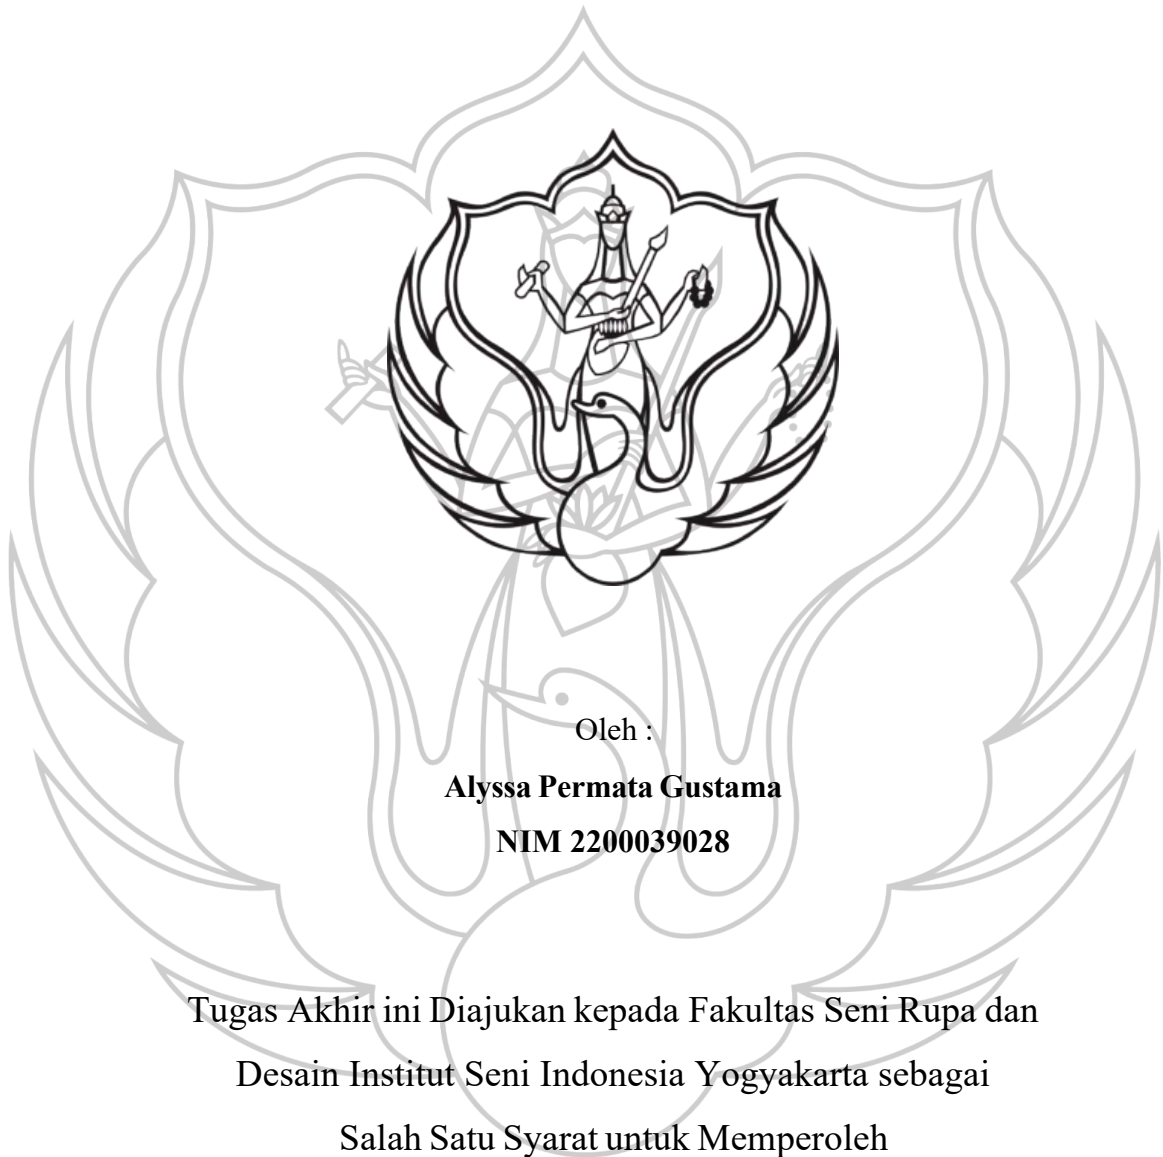 Oleh :
Alyssa Permata Gustama
NIM 2200039028
Tugas Akhir ini Diajukan kepada Fakultas Seni Rupa dan
Desain Institut Seni Indonesia Yogyakarta sebagai
Salah Satu Syarat untuk Memperoleh